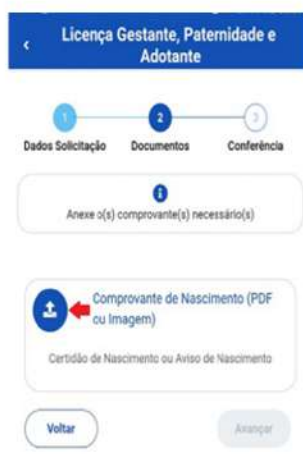 Licença Gestante, Paternidade e
Adotante
1
2
3
Dados Solicitação Documentos Conferência
Anexe o(s) comprovante(s) necessário(s)
Comprovante de Nascimento (PDF
ou Imagem)
Certidão de Nascimento ou Aviso de Nascimento
Voltar Avançar